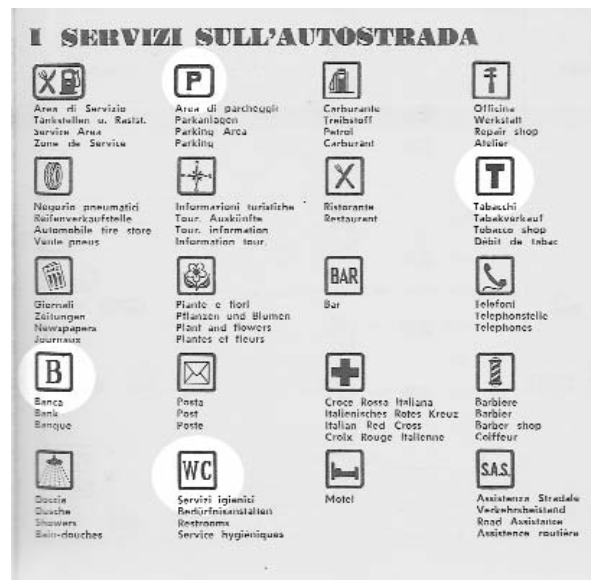 I SERVIZI SULL'AUTOSTRADA
Area di Servizio
Tankstellen u. Rastst.
Service Area
Zone de Service
P
Area di parcheggio
Parkanlagen
Parking Area
Parking
Carburante
Treibstoff
Petrol
Carburant
Officina
Werkstatt
Repair shop
Atelier
Negozio pneumatici
Reifenverkaufstelle
Automobile tire store
Vente pneus
Informazioni turistiche
Tour. Auskünfte
Tour. information
Information tour.
Ristorante
Restaurant
T
Tabacchi
Tabakverkauf
Tobacco shop
Débit de tabac
Giornali
Zeitungen
Newspapers
Journaux
Piante e fiori
Pflanzen und Blumen
Plant and flowers
Plantes et fleurs
BAR
Bar
Telefoni
Telephonstelle
Telephones
B
Banca
Bank
Banque
Posta
Post
Poste
Croce Rossa Italiana
Italienisches Rotes Kreuz
Italian Red Cross
Croix Rouge Italienne
Barbiere
Barbier
Barber shop
Coiffeur
Doccia
Dusche
Showers
Bain-douches
WC
Servizi igienici
Bedürfnisanstalten
Restrooms
Service hygiéniques
Motel
S.A.S.
Assistenza Stradale
Verkehrsbeistand
Road Assistance
Assistence routière